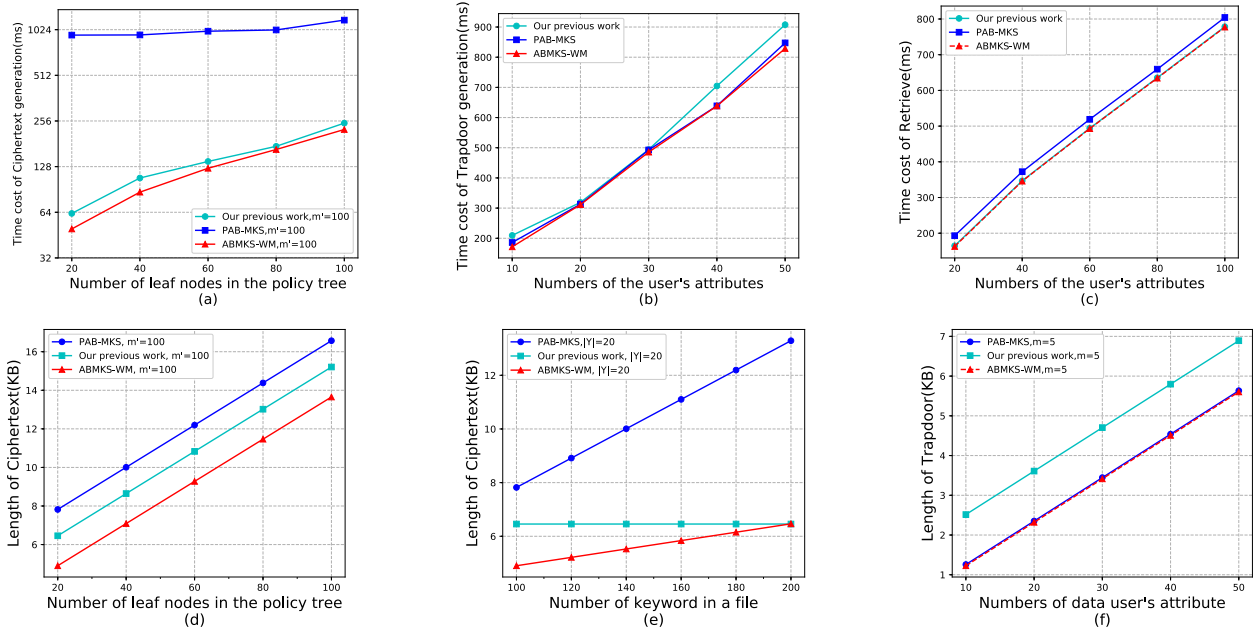 Time cost of Ciphertext generation(ms)
1024
512
256
128
64
32
Our previous work,m'=100
PAB-MKS,m'=100
ABMKS-WM,m'=100
20 40 60 80 100
Number of leaf nodes in the policy tree
(a)
Time cost of Trapdoor generation(ms)
900
800
700
600
500
400
300
200
Our previous work
PAB-MKS
ABMKS-WM
10 20 30 40 50
Numbers of the user's attributes
(b)
Time cost of Retrieve(ms)
800
700
600
500
400
300
200
Our previous work
PAB-MKS
ABMKS-WM
20 40 60 80 100
Numbers of the user's attributes
(c)
Length of Ciphertext(KB)
16
14
12
10
8
6
PAB-MKS, m'=100
Our previous work, m'=100
ABMKS-WM, m'=100
20 40 60 80 100
Number of leaf nodes in the policy tree
(d)
Length of Ciphertext(KB)
12
10
8
6
PAB-MKS,|Y|=20
Our previous work, |Y|=20
ABMKS-WM, |Y|=20
100 120 140 160 180 200
Number of keyword in a file
(e)
Length of Trapdoor(KB)
7
6
5
4
3
2
1
PAB-MKS,m=5
Our previous work,m=5
ABMKS-WM,m=5
10 20 30 40 50
Numbers of data user's attribute
(f)